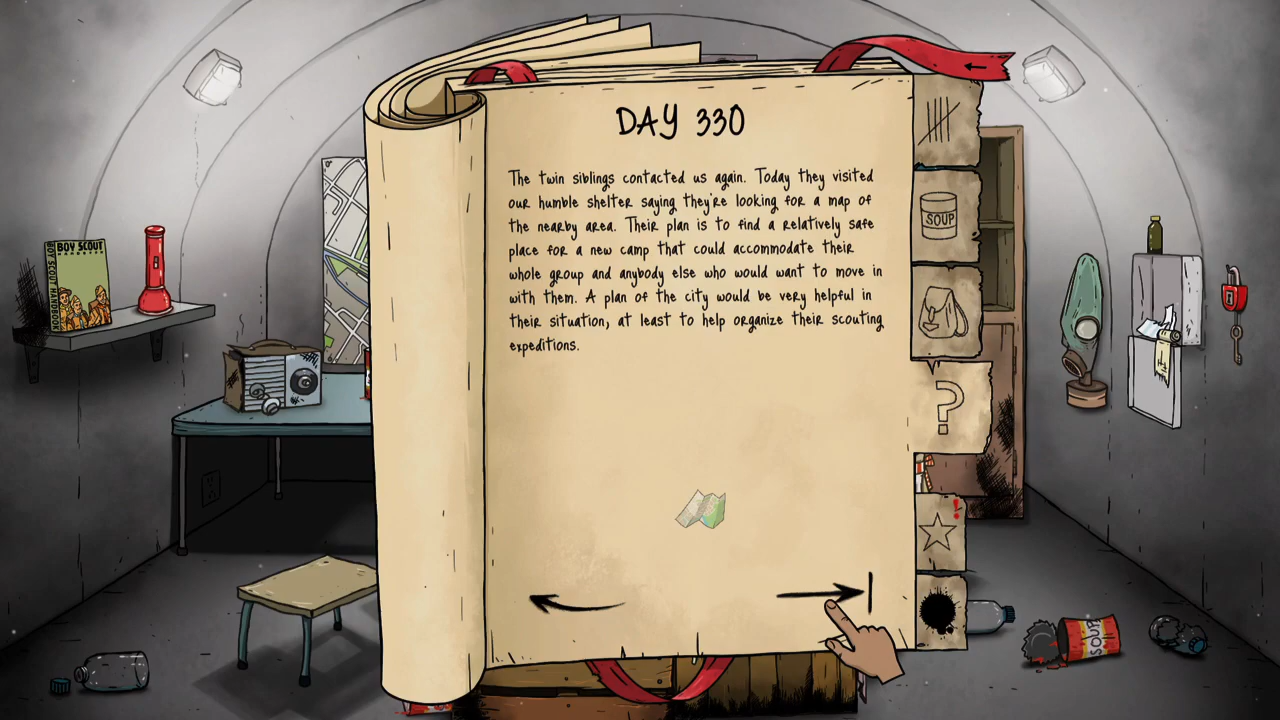 DAY 330
The twin siblings contacted us again. Today they visited
our humble shelter saying they're looking for a map of
the nearby area. Their plan is to find a relatively safe
place for a new camp that could accommodate their
whole group and anybody else who would want to move in
with them. A plan of the city would be very helpful in
their situation, at least to help organize their scouting
expeditions.
BOY SCOUT
HANDBOOK
BOY SCOUT HANDBOOK
SOUP
?
!
SOUP